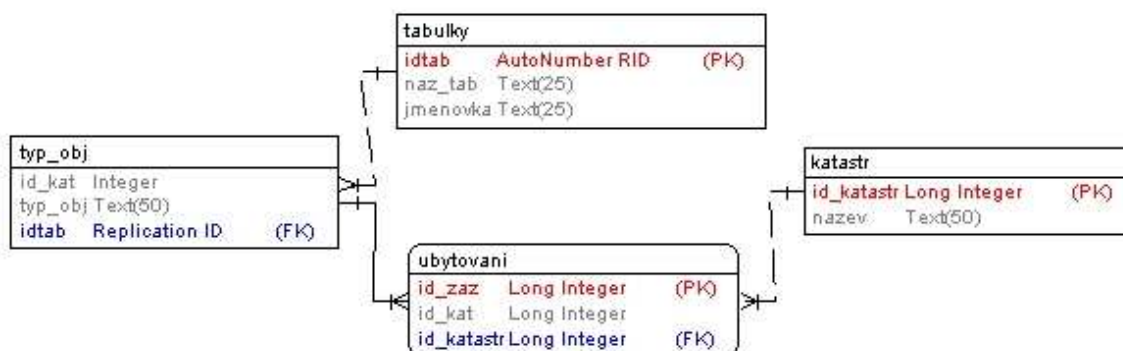 tabulky
idtab AutoNumber RID (PK)
naz_tab Text(25)
jmenovka Text(25)
typ_obj
id_kat Integer
typ_obj Text(50)
idtab Replication ID (FK)
katastr
id_katastr Long Integer (PK)
nazev Text(50)
ubytovani
id_zaz Long Integer (PK)
id_kat Long Integer
id_katastr Long Integer (FK)